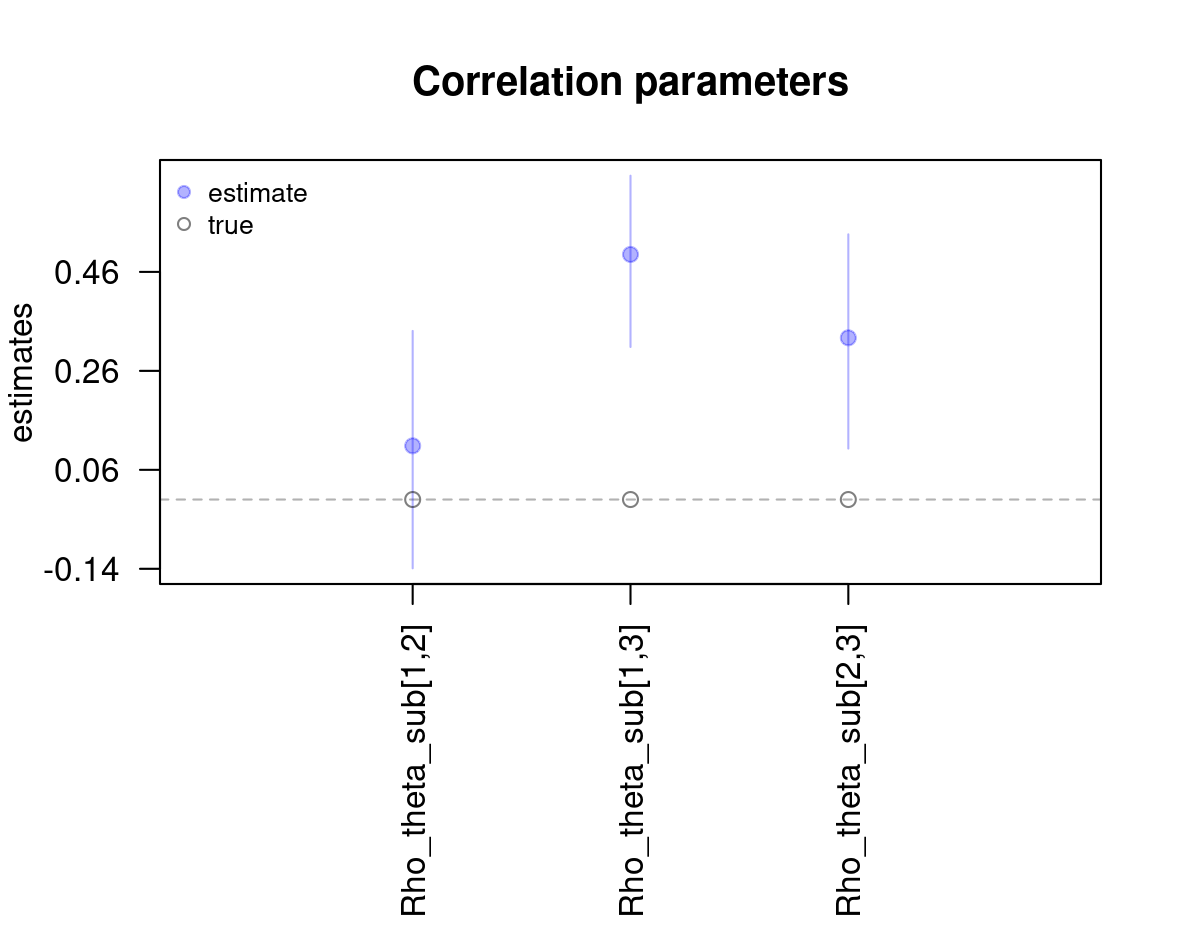 Correlation parameters
estimate
true
estimates
0.46
0.26
0.06
-0.14
Rho_theta_sub[1,2]
Rho_theta_sub[1,3]
Rho_theta_sub[2,3]